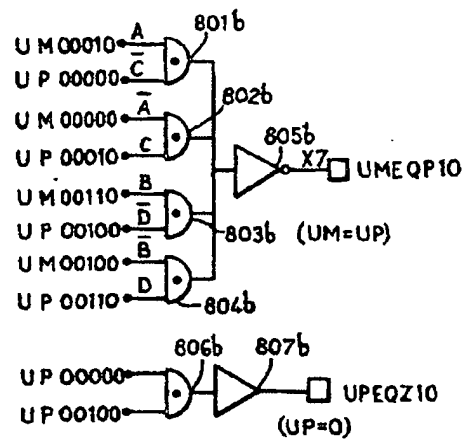 801b
UM00010 A
UP00000 C̅
802b
UM00000 A̅
UP00010 C
805b
X7
UMEQP10
UM00110 B
UP00100 D̅
803b
(UM=UP)
UM00100 B̅
UP00110 D
804b
806b
807b
UP00000
UP00100
UPEQZ10
(UP=0)